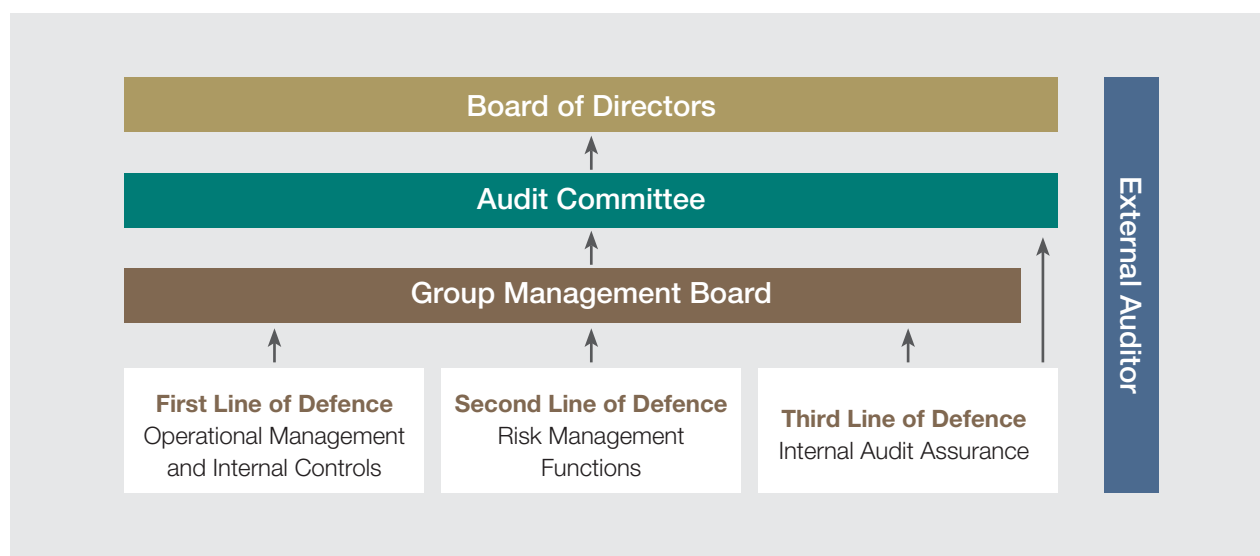 Board of Directors
Audit Committee
Group Management Board
First Line of Defence
Operational Management
and Internal Controls
Second Line of Defence
Risk Management
Functions
Third Line of Defence
Internal Audit Assurance
External Auditor